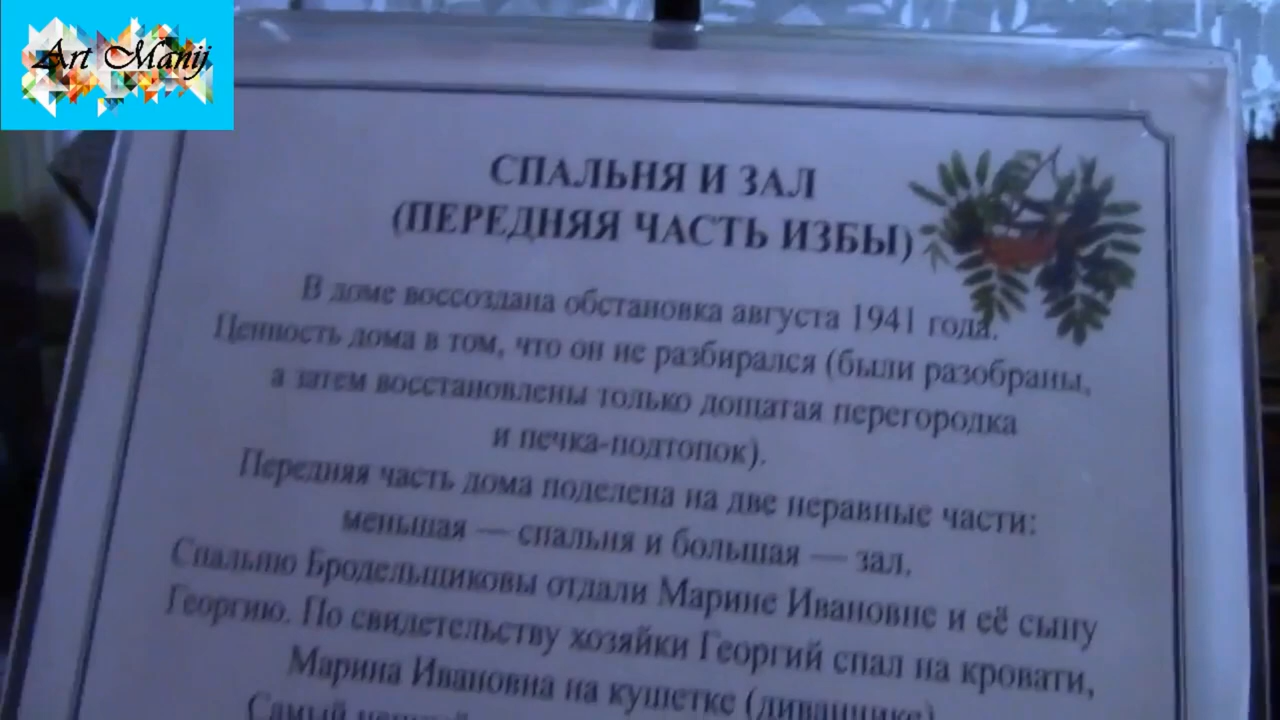 Art Manij
СПАЛЬНЯ И ЗАЛ
(ПЕРЕДНЯЯ ЧАСТЬ ИЗБЫ)
В доме воссоздана обстановка августа 1941 года.
Ценность дома в том, что он не разбирался (были разобраны,
а затем восстановлены только дощатая перегородка
и печка-подтопок).
Передняя часть дома поделена на две неравные части:
меньшая — спальня и большая — зал.
Спальню Бродельщиковы отдали Марине Ивановне и её сыну
Георгию. По свидетельству хозяйки Георгий спал на кровати,
Марина Ивановна на кушетке (диванчике)
Самый